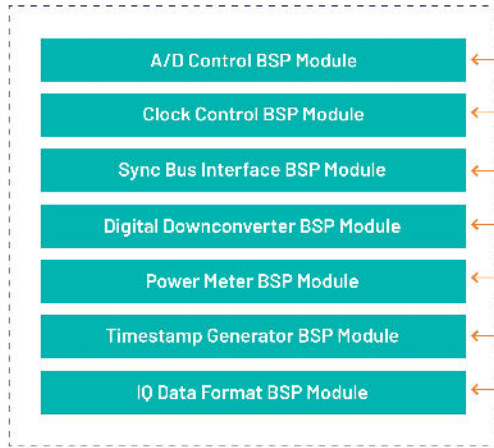 A/D Control BSP Module
Clock Control BSP Module
Sync Bus Interface BSP Module
Digital Downconverter BSP Module
Power Meter BSP Module
Timestamp Generator BSP Module
IQ Data Format BSP Module